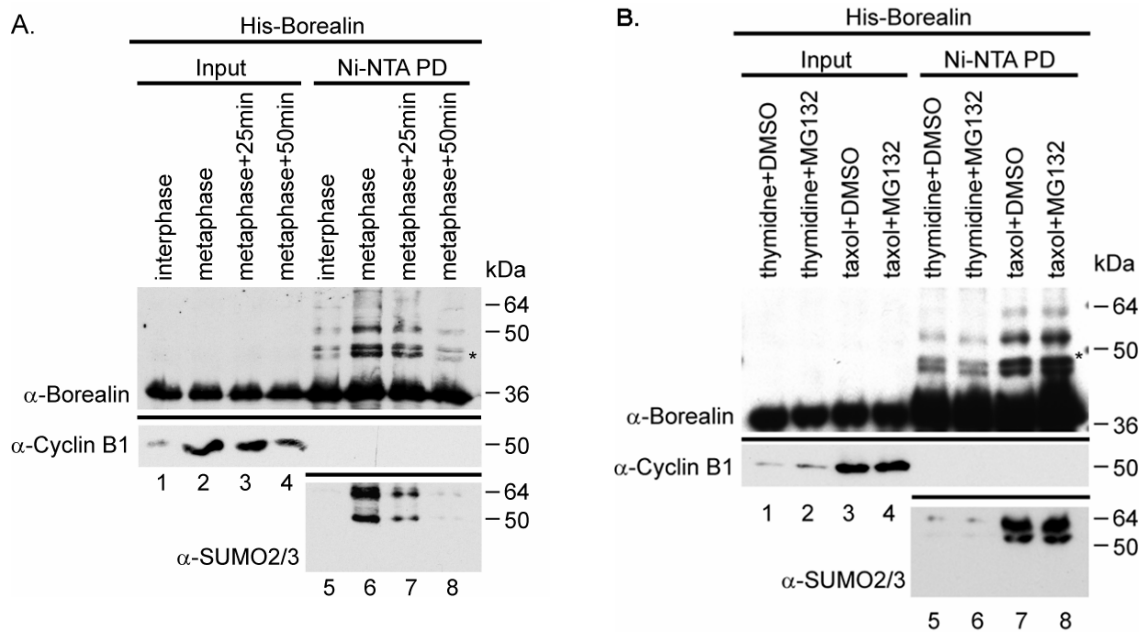 A.
His-Borealin
Input
Ni-NTA PD
interphase
metaphase
metaphase+25min
metaphase+50min
interphase
metaphase
metaphase+25min
metaphase+50min
kDa
64
50
*
α-Borealin
36
α-Cyclin B1
50
1 2 3 4
64
50
α-SUMO2/3
5 6 7 8
B.
His-Borealin
Input
Ni-NTA PD
thymidne+DMSO
thymidine+MG132
taxol+DMSO
taxol+MG132
thymidine+DMSO
thymidine+MG132
taxol+DMSO
taxol+MG132
kDa
64
50
*
α-Borealin
36
α-Cyclin B1
50
1 2 3 4
64
50
α-SUMO2/3
5 6 7 8